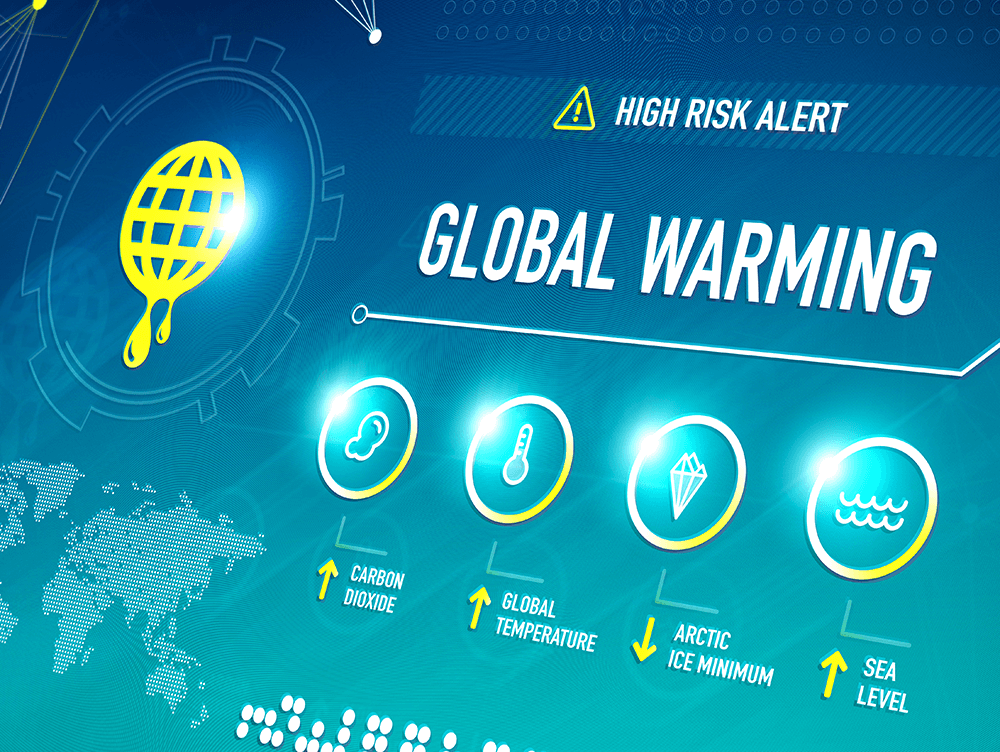 HIGH RISK ALERT
GLOBAL WARMING
CARBON
DIOXIDE
GLOBAL
TEMPERATURE
ARCTIC
ICE MINIMUM
SEA
LEVEL